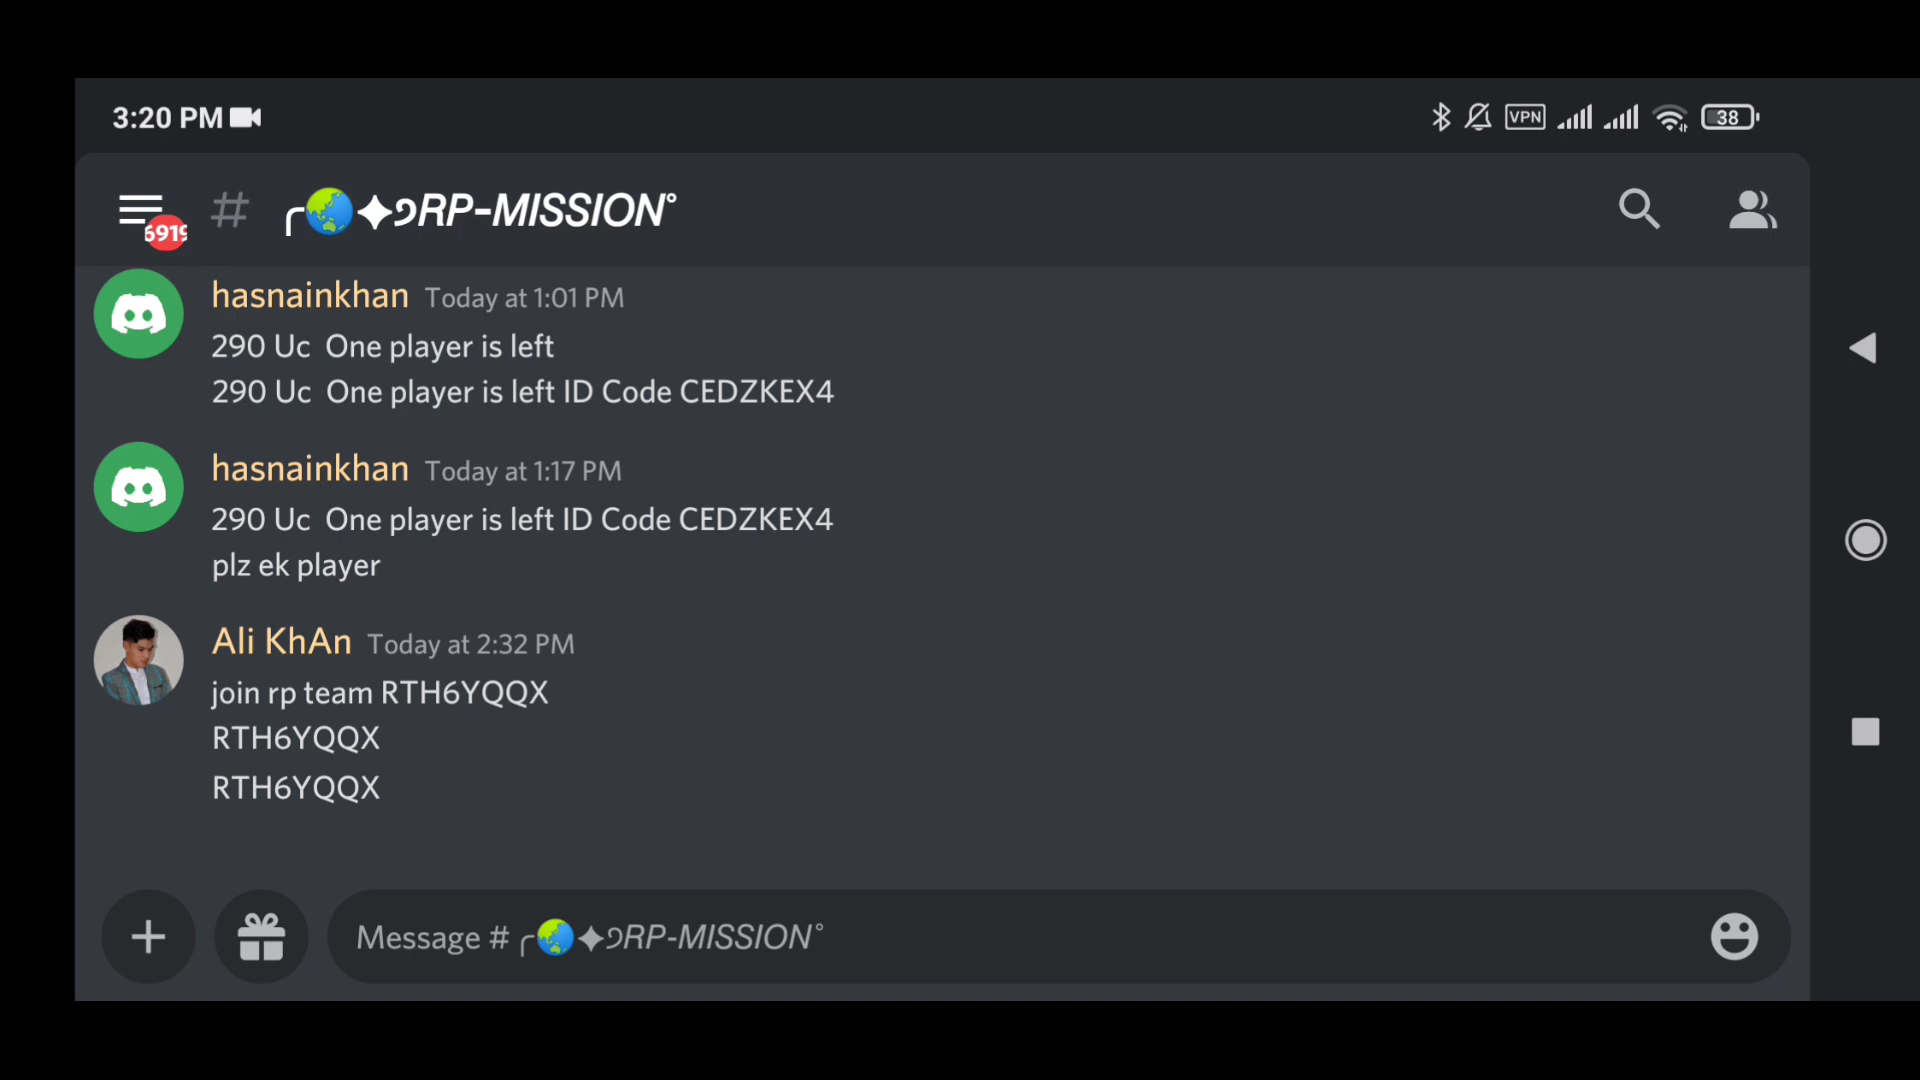 3:20 PM
VPN
38
6919
# ╭🌏✦୨RP-MISSION°
hasnainkhan Today at 1:01 PM
290 Uc  One player is left
290 Uc  One player is left ID Code CEDZKEX4
hasnainkhan Today at 1:17 PM
290 Uc  One player is left ID Code CEDZKEX4
plz ek player
Ali KhAn Today at 2:32 PM
join rp team RTH6YQQX
RTH6YQQX
RTH6YQQX
Message # ╭🌏✦୨RP-MISSION°